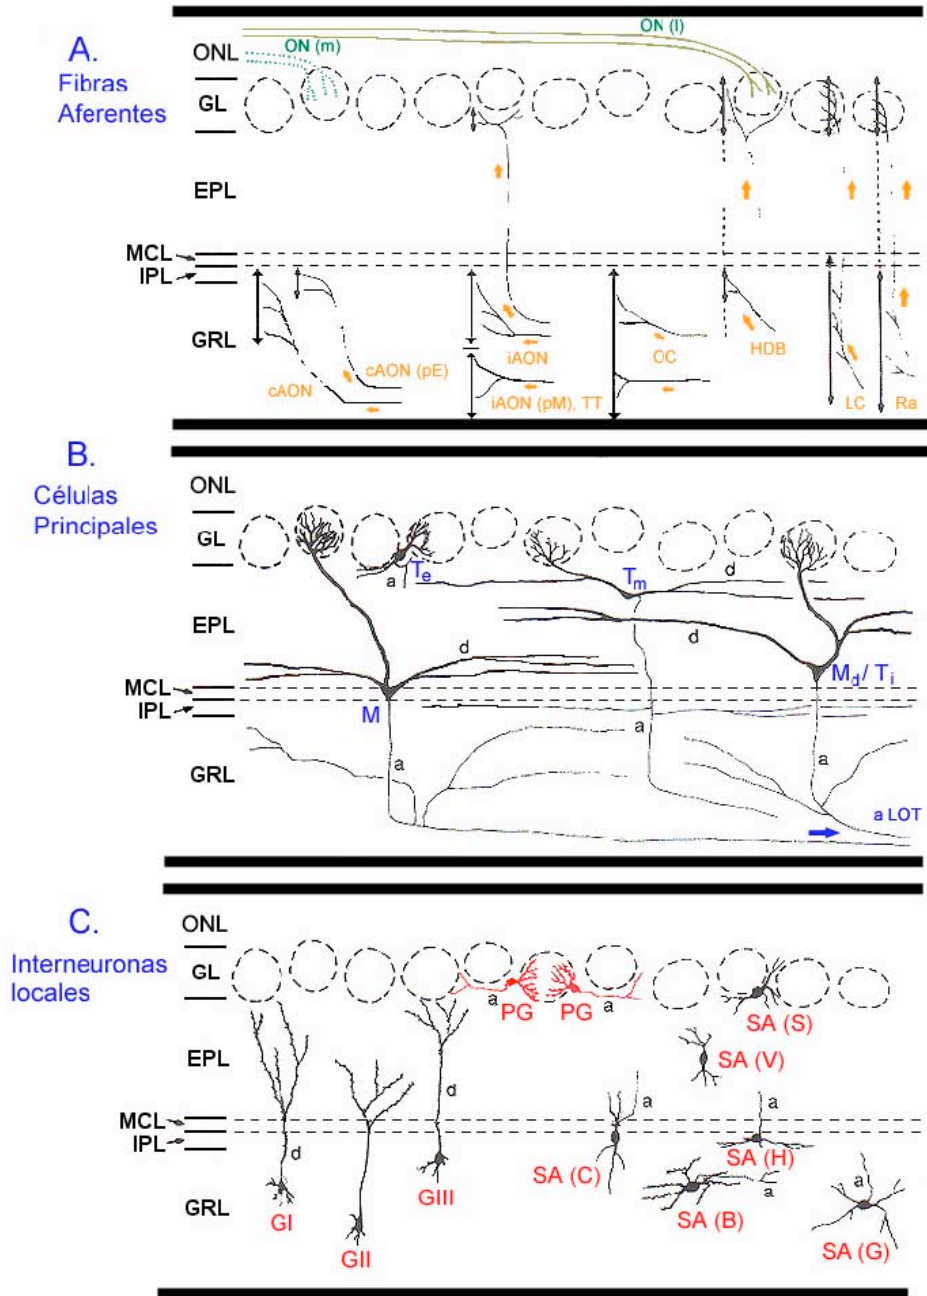 A.
Fibras
Aferentes
ONL
GL
EPL
MCL
IPL
GRL
ON (m)
ON (l)
cAON
cAON (pE)
iAON
iAON (pM), TT
OC
HDB
LC
Ra
B.
Células
Principales
ONL
GL
EPL
MCL
IPL
GRL
a
Te
Tm
d
d
d
M
Md/ Ti
a
a
a
a LOT
C.
Interneuronas
locales
ONL
GL
EPL
MCL
IPL
GRL
a
PG
PG
a
SA (S)
SA (V)
d
d
a
a
GI
GII
GIII
SA (C)
SA (H)
SA (B)
a
a
SA (G)